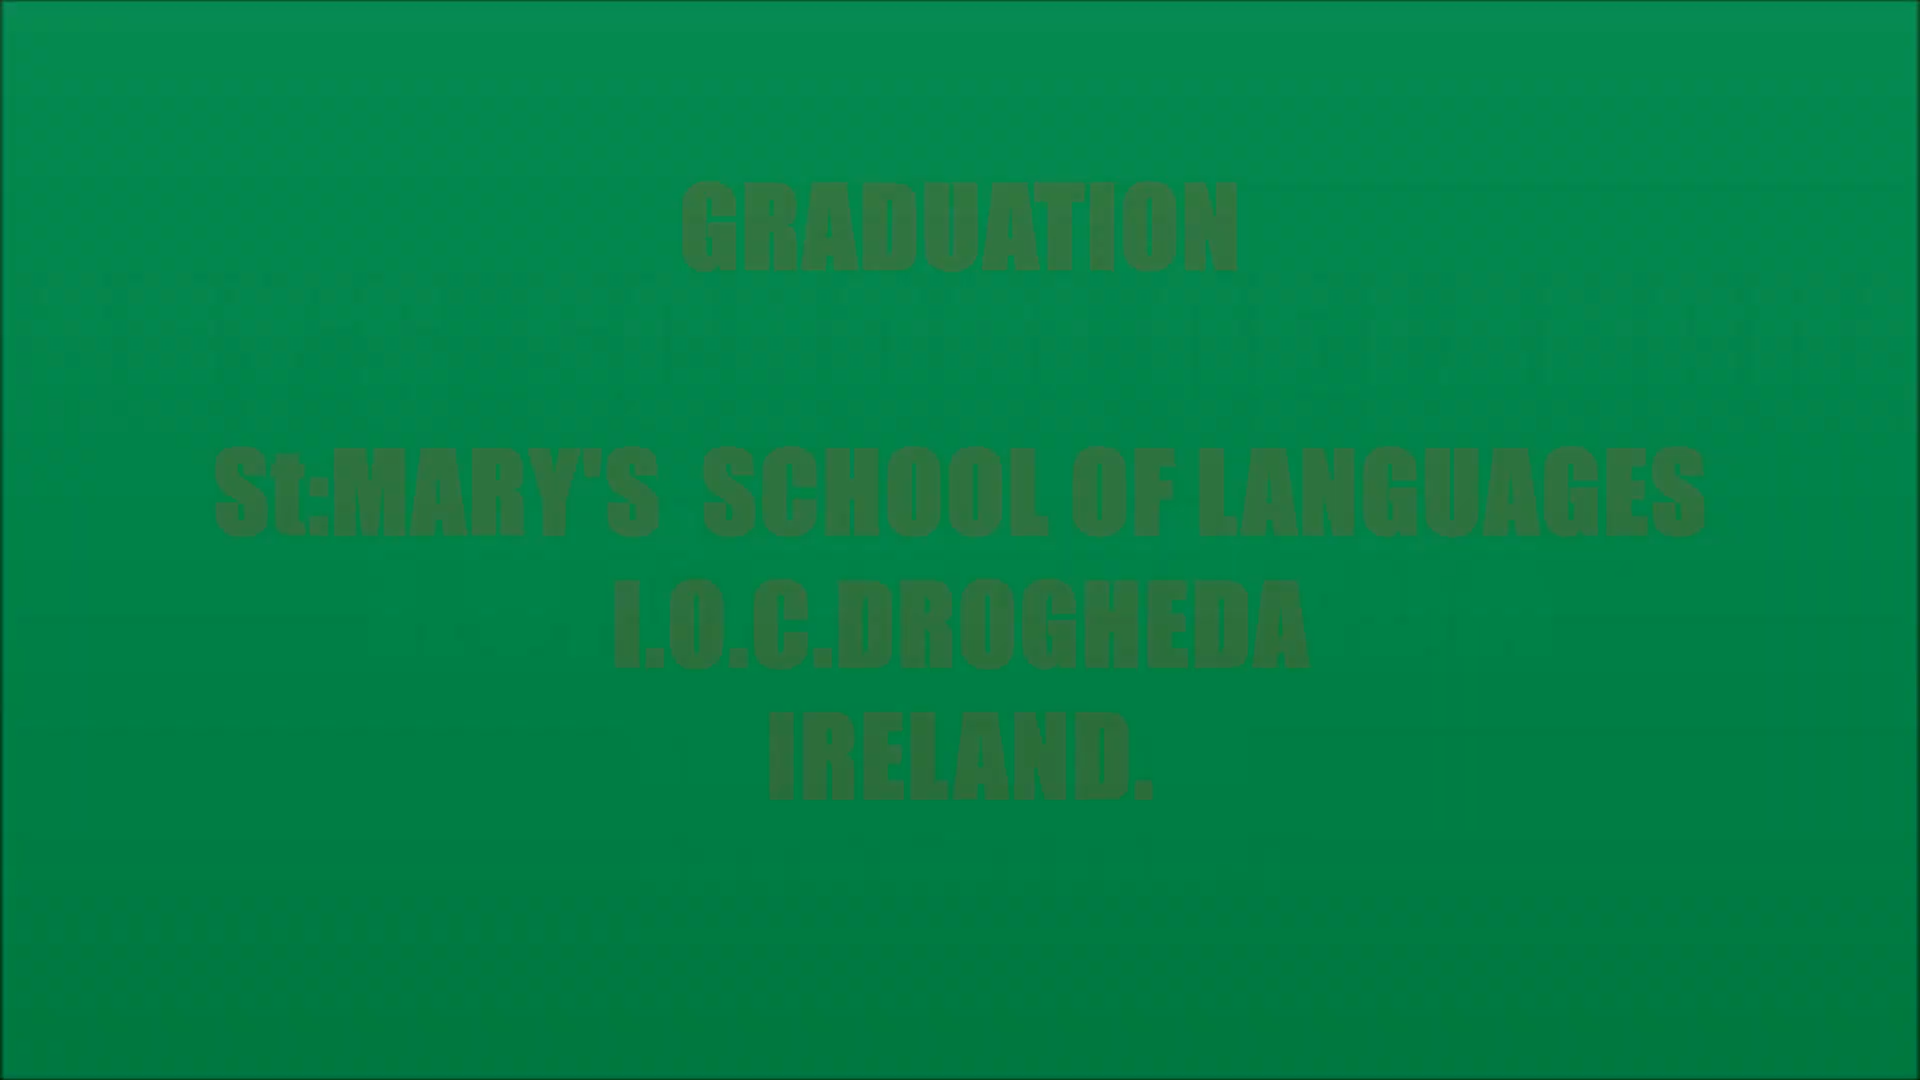 GRADUATION
St:MARY'S  SCHOOL OF LANGUAGES
I.O.C.DROGHEDA
IRELAND.